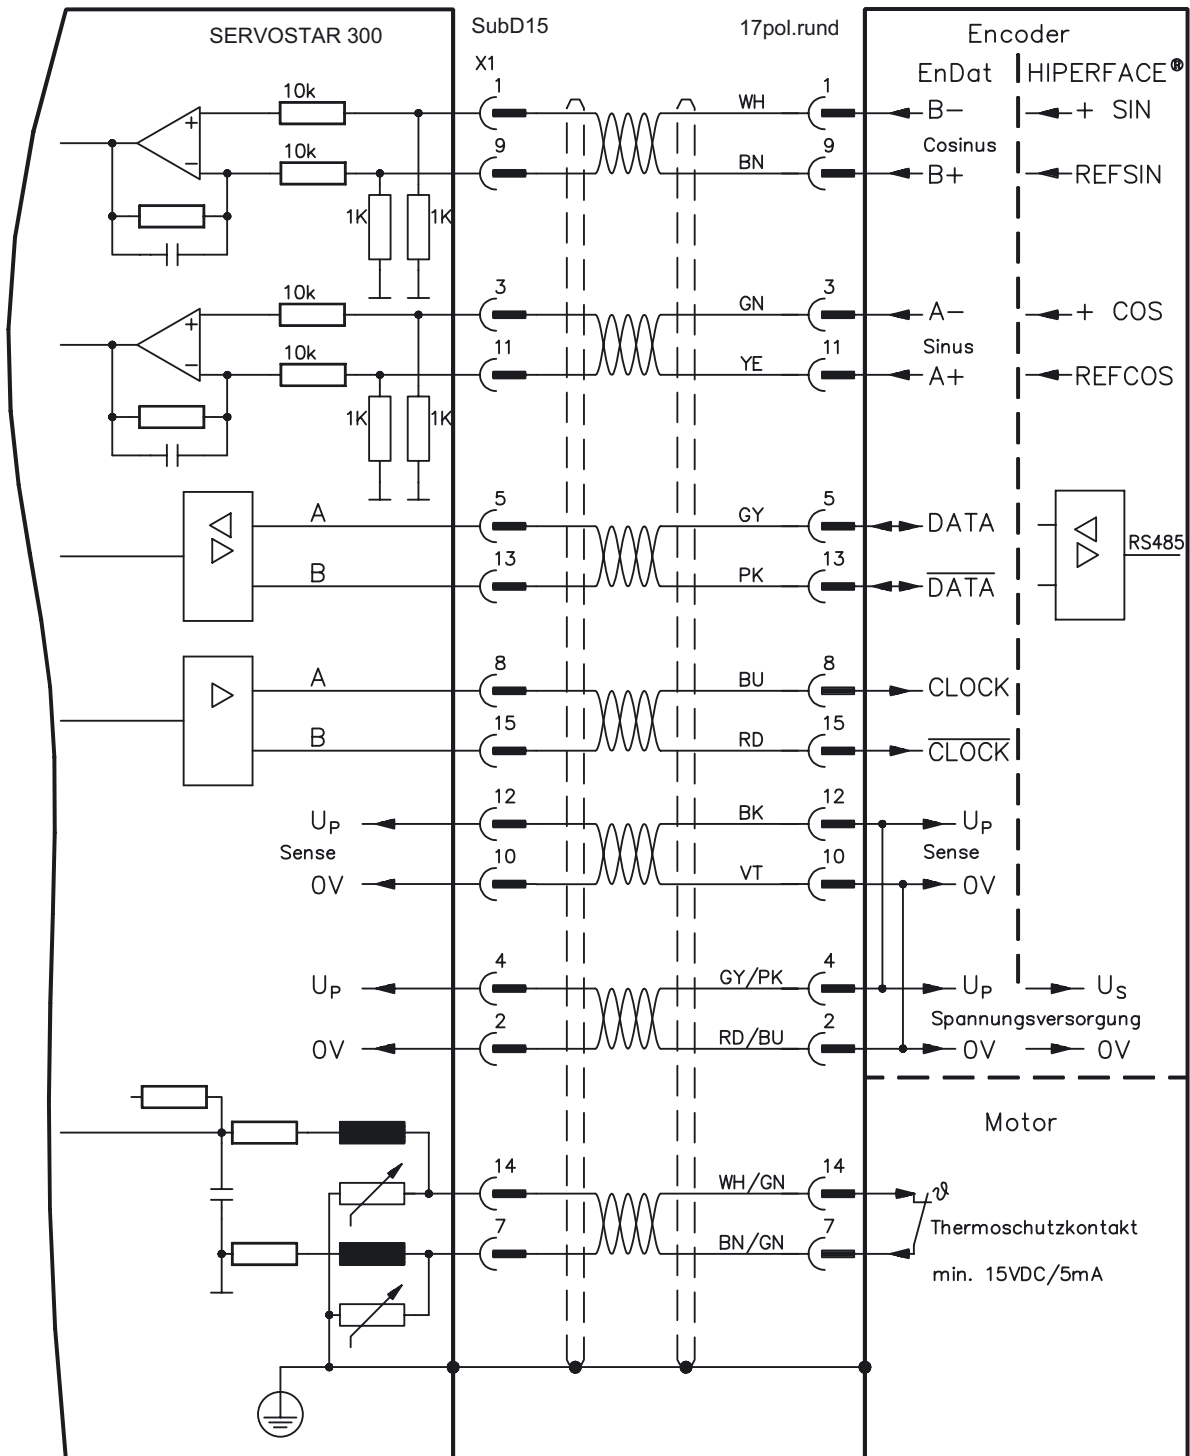 SERVOSTAR 300 SubD15 17pol.rund Encoder
X1 EnDat HIPERFACE®
10k 1 WH 1 B- + SIN
Cosinus
10k 9 BN 9 B+ REFSIN
1K 1K
10k 3 GN 3 A- + COS
Sinus
10k 11 YE 11 A+ REFCOS
1K 1K
A 5 GY 5 DATA
RS485
B 13 PK 13 DATA
A 8 BU 8 CLOCK
B 15 RD 15 CLOCK
UP 12 BK 12 UP
Sense Sense
0V 10 VT 10 0V
UP 4 GY/PK 4 UP US
Spannungsversorgung
0V 2 RD/BU 2 0V 0V
Motor
14 WH/GN 14 ϑ
Thermoschutzkontakt
7 BN/GN 7
min. 15VDC/5mA